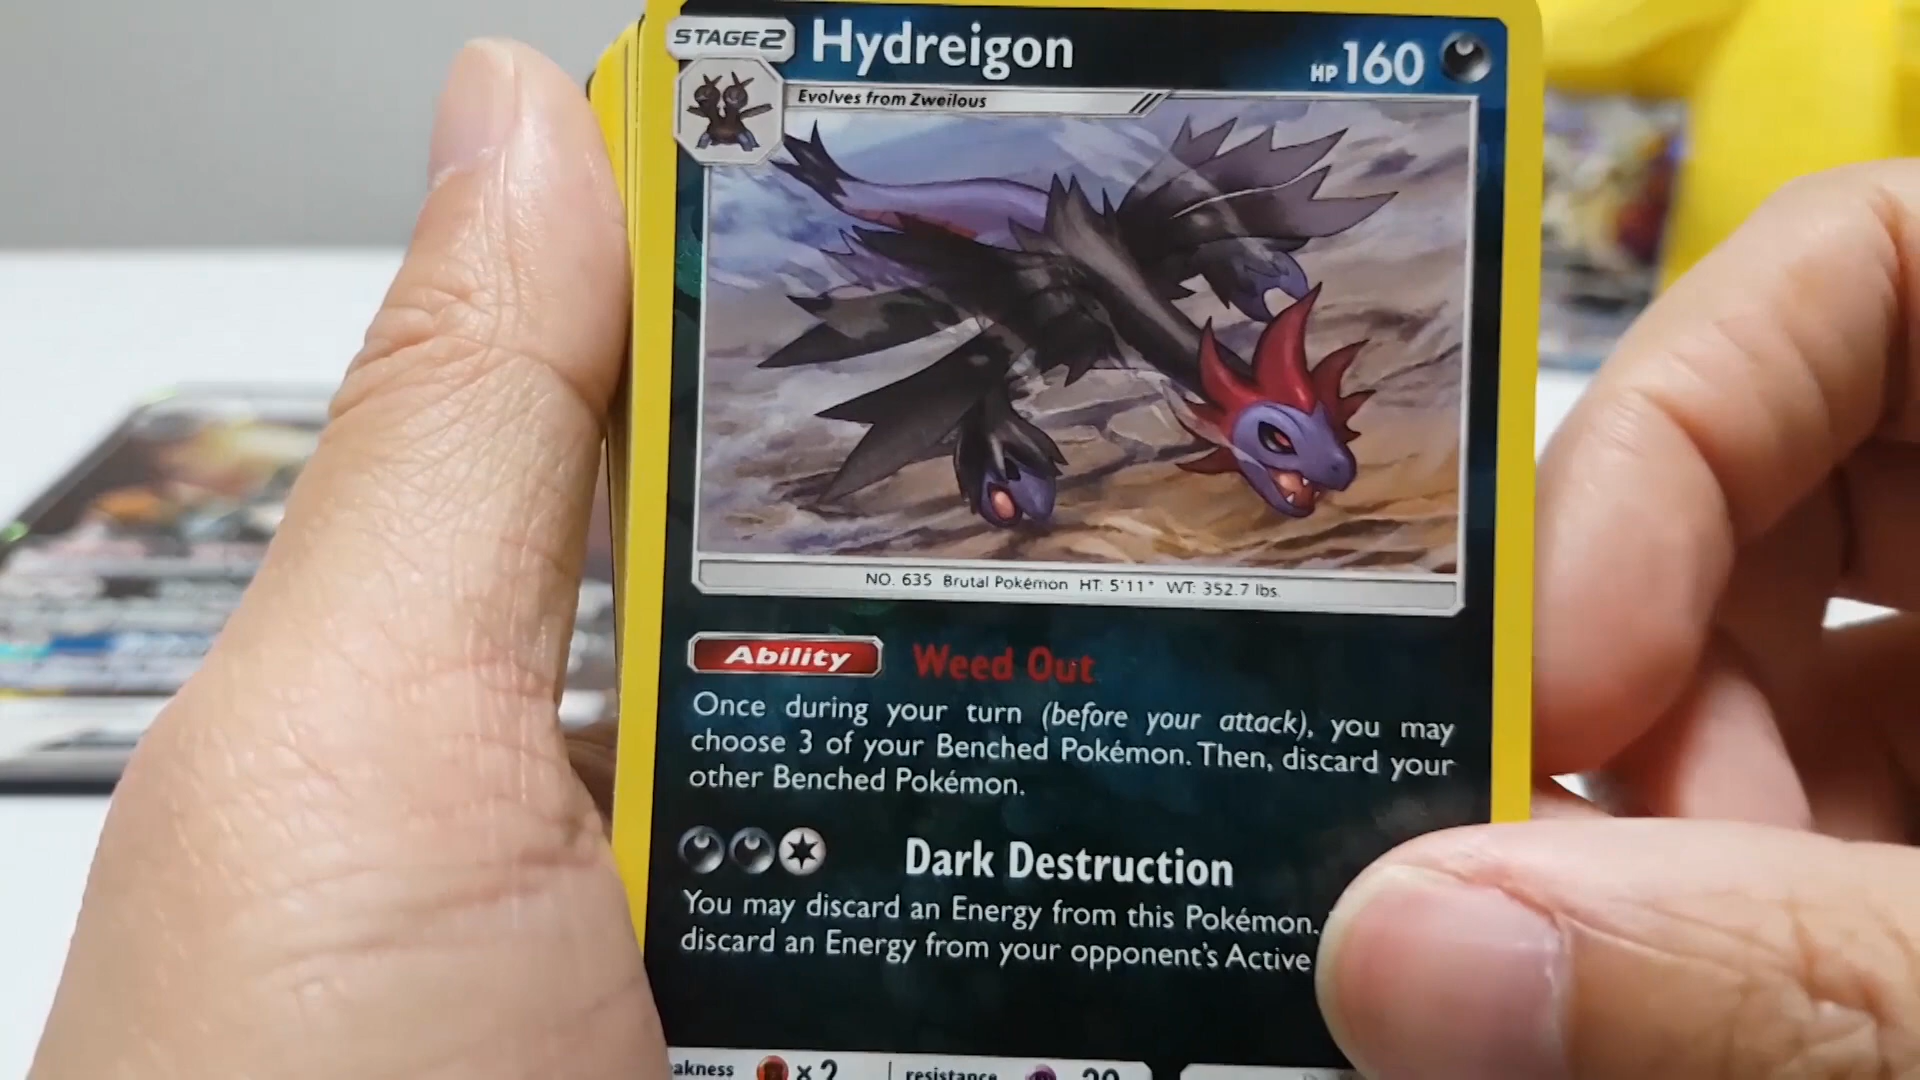 STAGE2 Hydreigon HP 160
Evolves from Zweilous
NO. 635 Brutal Pokémon HT: 5'11" WT: 352.7 lbs.
Ability Weed Out
Once during your turn (before your attack), you may
choose 3 of your Benched Pokémon. Then, discard your
other Benched Pokémon.
Dark Destruction
You may discard an Energy from this Pokémon.
discard an Energy from your opponent's Active
akness × 2 resistance